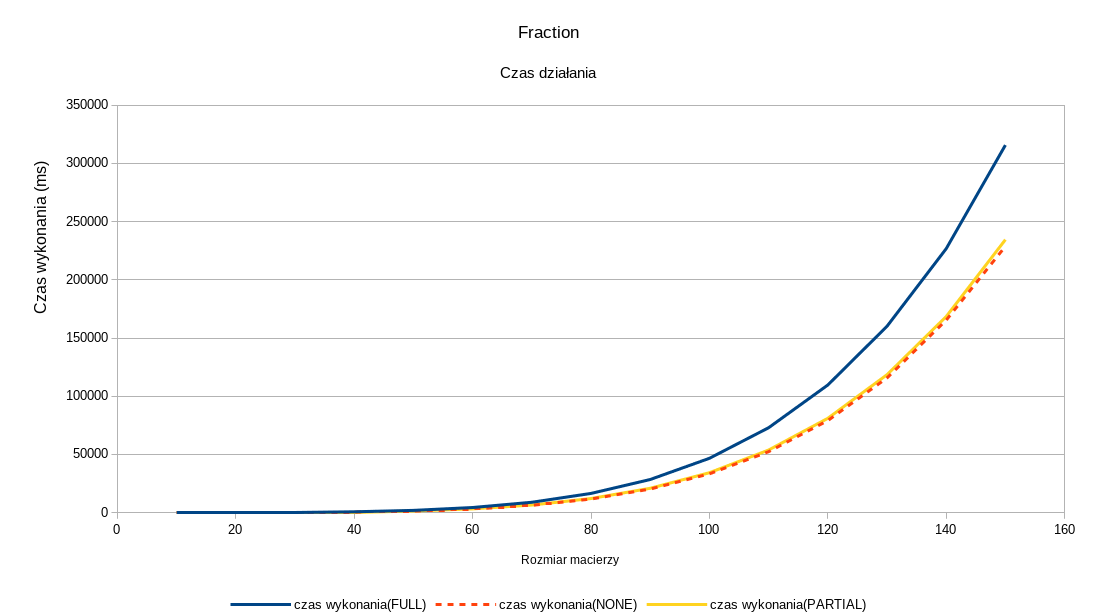 Fraction
Czas działania
Czas wykonania (ms)
350000
300000
250000
200000
150000
100000
50000
0
0 20 40 60 80 100 120 140 160
Rozmiar macierzy
czas wykonania(FULL) czas wykonania(NONE) czas wykonania(PARTIAL)